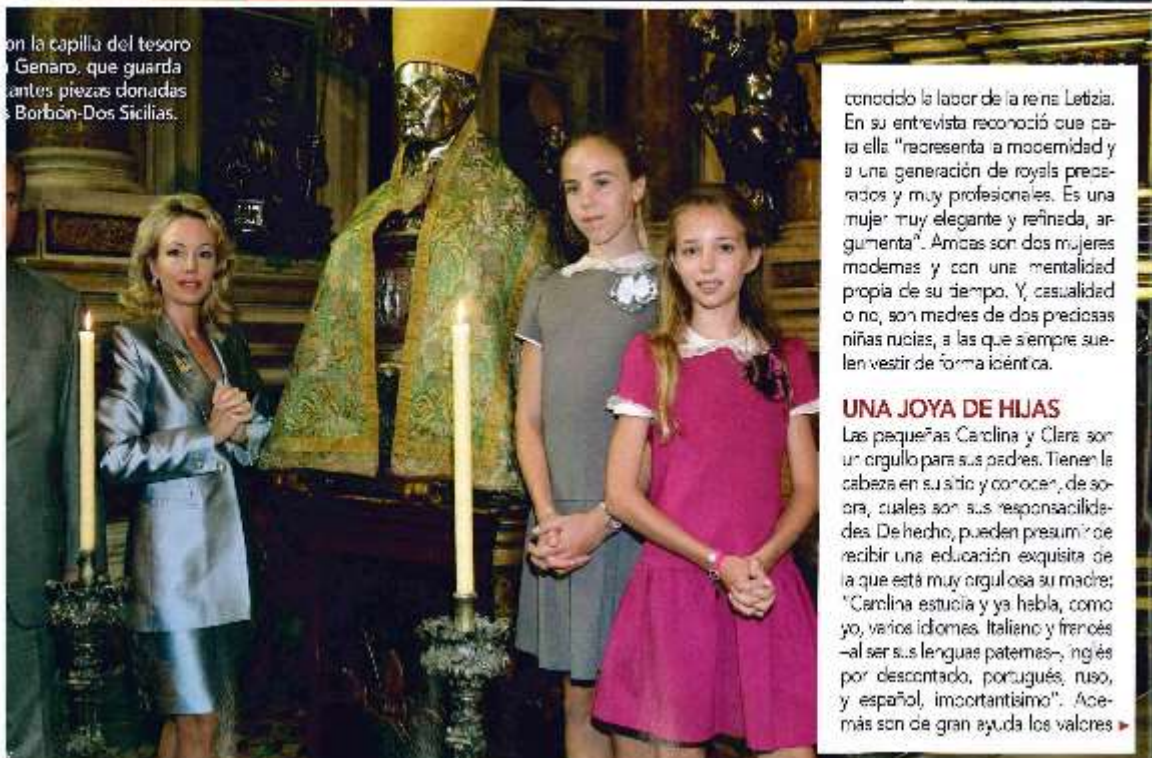 on la capilla del tesoro
Genaro, que guarda
tantes piezas donadas
s Borbón-Dos Sicilias.
conocido la labor de la reina Letizia.
En su entrevista reconoció que pa-
ra ella "representa la modernidad y
a una generación de royals prepa-
rados y muy profesionales. Es una
mujer muy elegante y refinada, ar-
gumenta". Ambas son dos mujeres
modernas y con una mentalidad
propia de su tiempo. Y, casualidad
o no, son madres de dos preciosas
niñas rubias, a las que siempre sue-
len vestir de forma idéntica.
UNA JOYA DE HIJAS
Las pequeñas Carolina y Clara son
un orgullo para sus padres. Tienen la
cabeza en su sitio y conocen, de so-
bra, cuales son sus responsabilida-
des. De hecho, pueden presumir de
recibir una educación exquisita de
la que está muy orgullosa su madre:
"Carolina estudia y ya habla, como
yo, varios idiomas. Italiano y francés
–al ser sus lenguas paternas–, inglés
por descontado, portugués, ruso,
y español, importantísimo". Ade-
más son de gran ayuda los valores ►